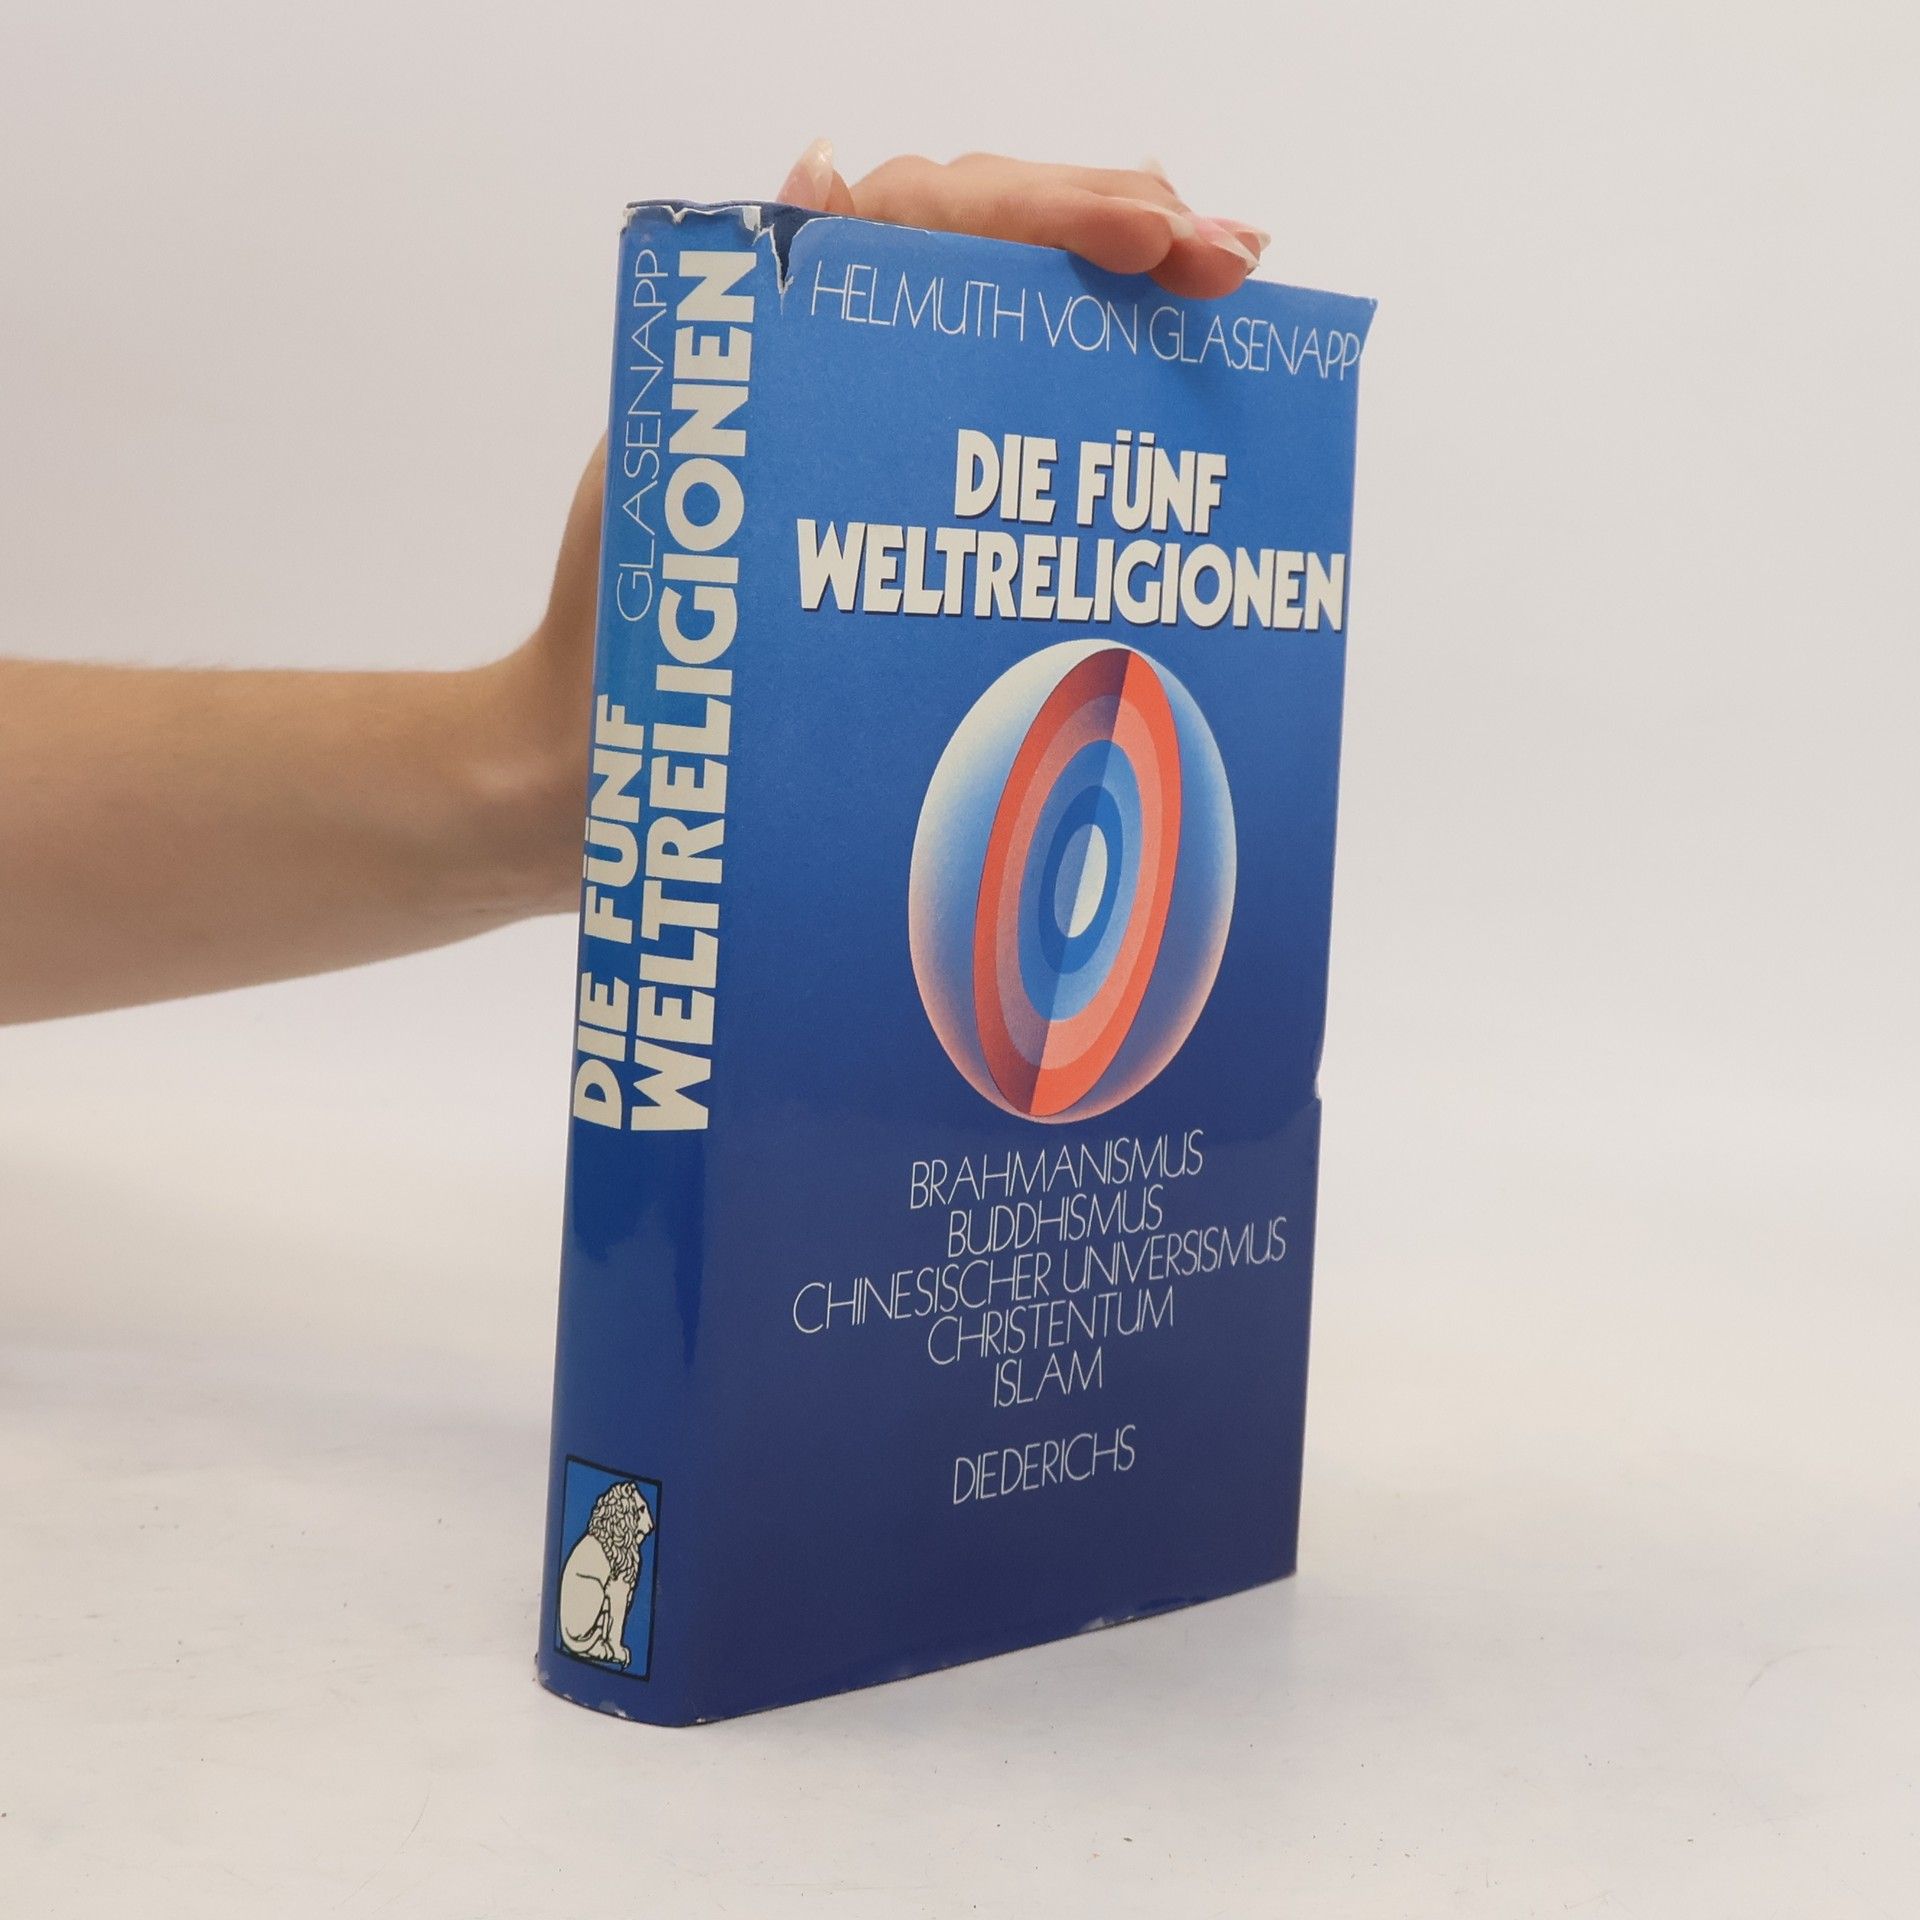 GLASENAPP
DIE FÜNF
WELTRELIGIONEN
HELMUTH VON GLASENAPP
DIE FÜNF
WELTRELIGIONEN
BRAHMANISMUS
BUDDHISMUS
CHINESISCHER UNIVERSISMUS
CHRISTENTUM
ISLAM
DIEDERICHS